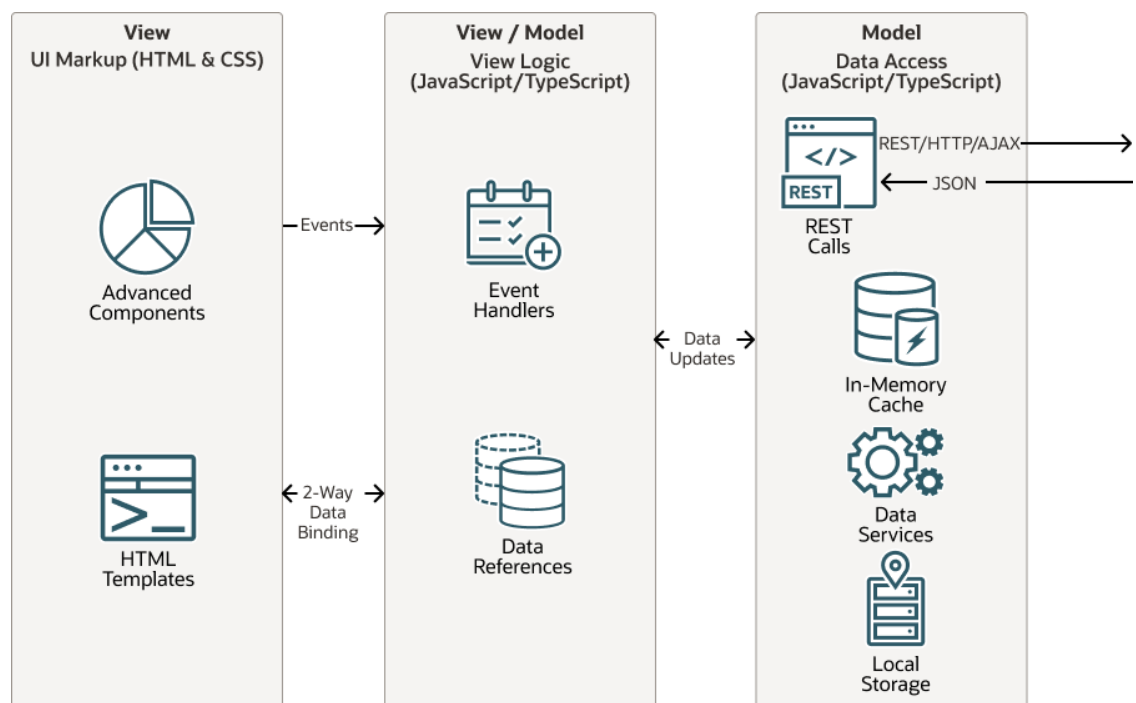 View
UI Markup (HTML & CSS)
Advanced
Components
HTML
Templates
Events
2-Way
Data
Binding
View / Model
View Logic
(JavaScript/TypeScript)
Event
Handlers
Data
References
Data
Updates
Model
Data Access
(JavaScript/TypeScript)
</>
REST
REST/HTTP/AJAX
JSON
REST
Calls
In-Memory
Cache
Data
Services
Local
Storage